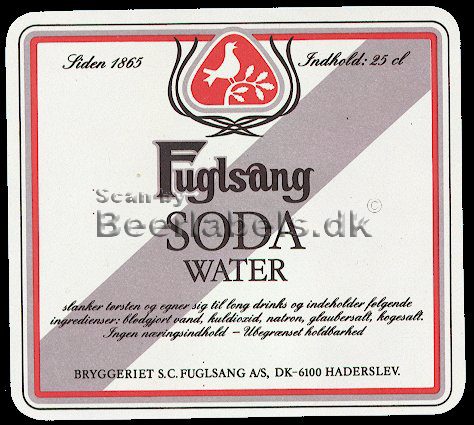 Siden 1865
Indhold: 25 cl
Fuglsang
Scan by
Beerlabels.dk ©
SODA
WATER
slanker tørsten og egner sig til long drinks og indeholder følgende
ingredienser: blødgjort vand, kuldioxid, natron, glaubersalt, kogesalt.
Ingen næringsindhold – Ubegrænset holdbarhed
BRYGGERIET S.C. FUGLSANG A/S, DK-6100 HADERSLEV.